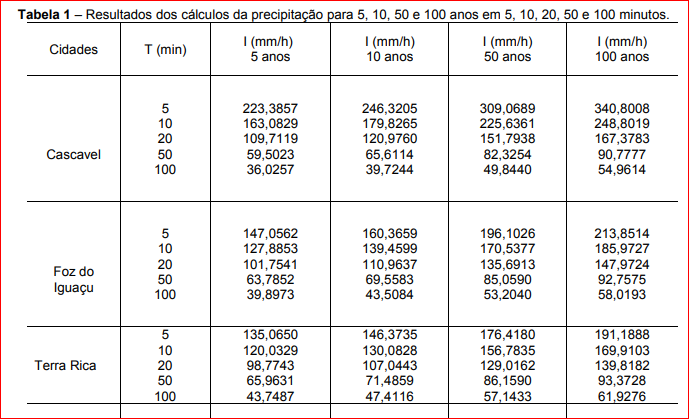 Tabela 1 – Resultados dos cálculos da precipitação para 5, 10, 50 e 100 anos em 5, 10, 20, 50 e 100 minutos.
Cidades T (min) I (mm/h) 5 anos I (mm/h) 10 anos I (mm/h) 50 anos I (mm/h) 100 anos
5 223,3857 246,3205 309,0689 340,8008
10 163,0829 179,8265 225,6361 248,8019
20 109,7119 120,9760 151,7938 167,3783
Cascavel 50 59,5023 65,6114 82,3254 90,7777
100 36,0257 39,7244 49,8440 54,9614
5 147,0562 160,3659 196,1026 213,8514
10 127,8853 139,4599 170,5377 185,9727
20 101,7541 110,9637 135,6913 147,9724
Foz do Iguaçu 50 63,7852 69,5583 85,0590 92,7575
100 39,8973 43,5084 53,2040 58,0193
5 135,0650 146,3735 176,4180 191,1888
10 120,0329 130,0828 156,7835 169,9103
Terra Rica 20 98,7743 107,0443 129,0162 139,8182
50 65,9631 71,4859 86,1590 93,3728
100 43,7487 47,4116 57,1433 61,9276